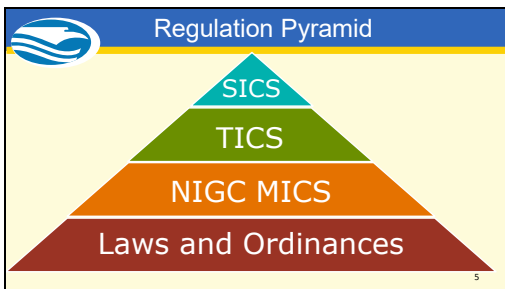 Regulation Pyramid
SICS
TICS
NIGC MICS
Laws and Ordinances
5